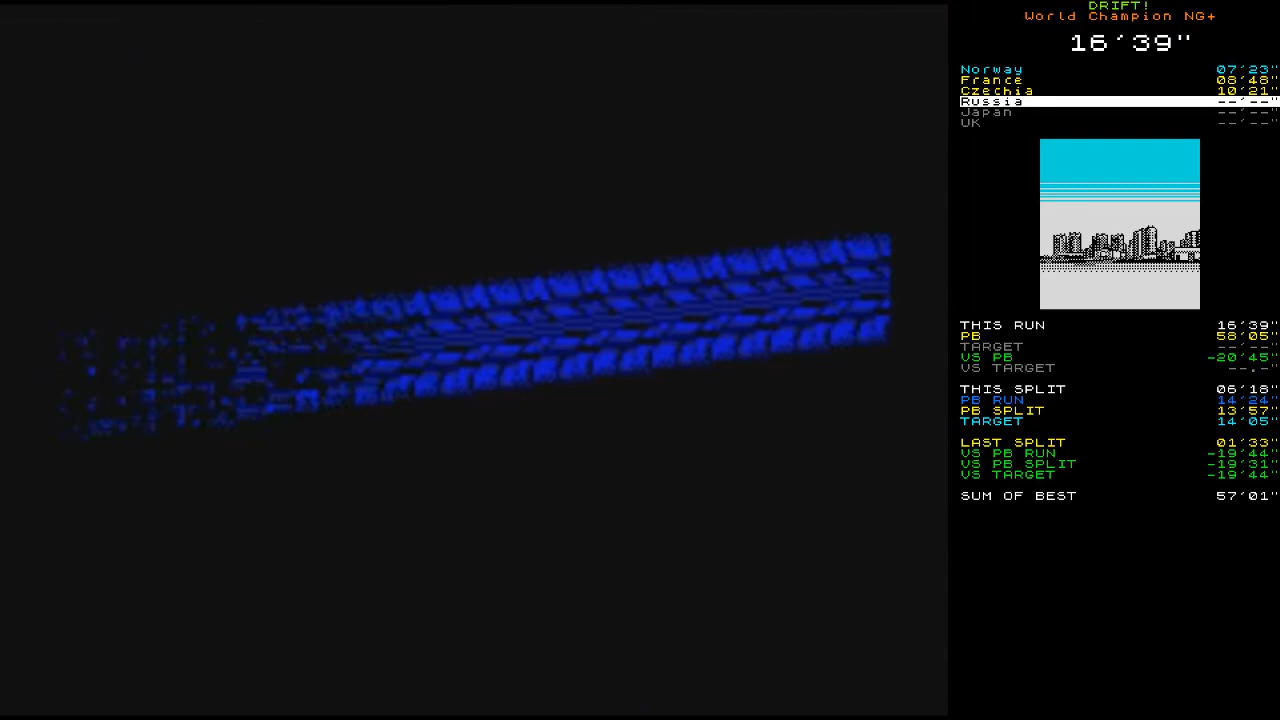 DRIFT!
World Champion NG+
16'39"
Norway 07'23"
France 08'48"
Czechia 10'21"
Russia --'--"
Japan --'--"
UK --'--"
THIS RUN 16'39"
PB 58'05"
TARGET --'--"
VS PB -20'45"
VS TARGET --.-"
THIS SPLIT 06'18"
PB RUN 14'24"
PB SPLIT 13'57"
TARGET 14'05"
LAST SPLIT 01'33"
VS PB RUN -19'44"
VS PB SPLIT -19'31"
VS TARGET -19'44"
SUM OF BEST 57'01"